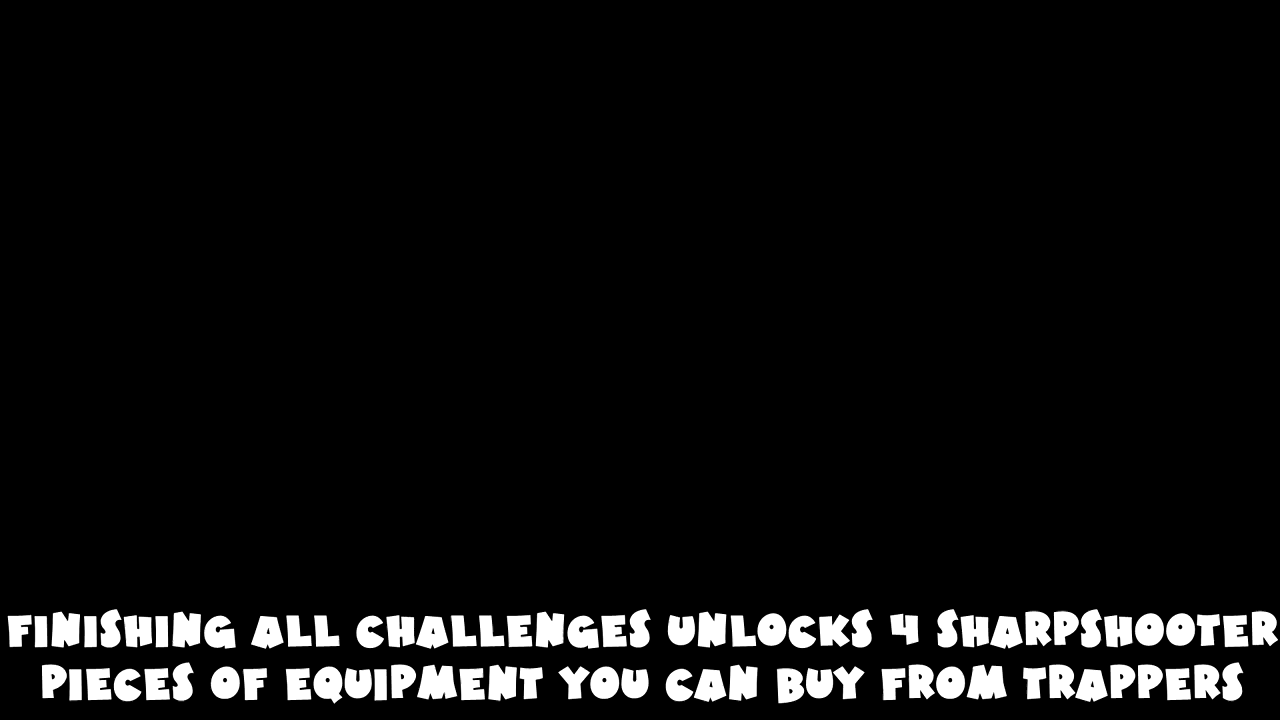 FINISHING ALL CHALLENGES UNLOCKS 4 SHARPSHOOTER
PIECES OF EQUIPMENT YOU CAN BUY FROM TRAPPERS